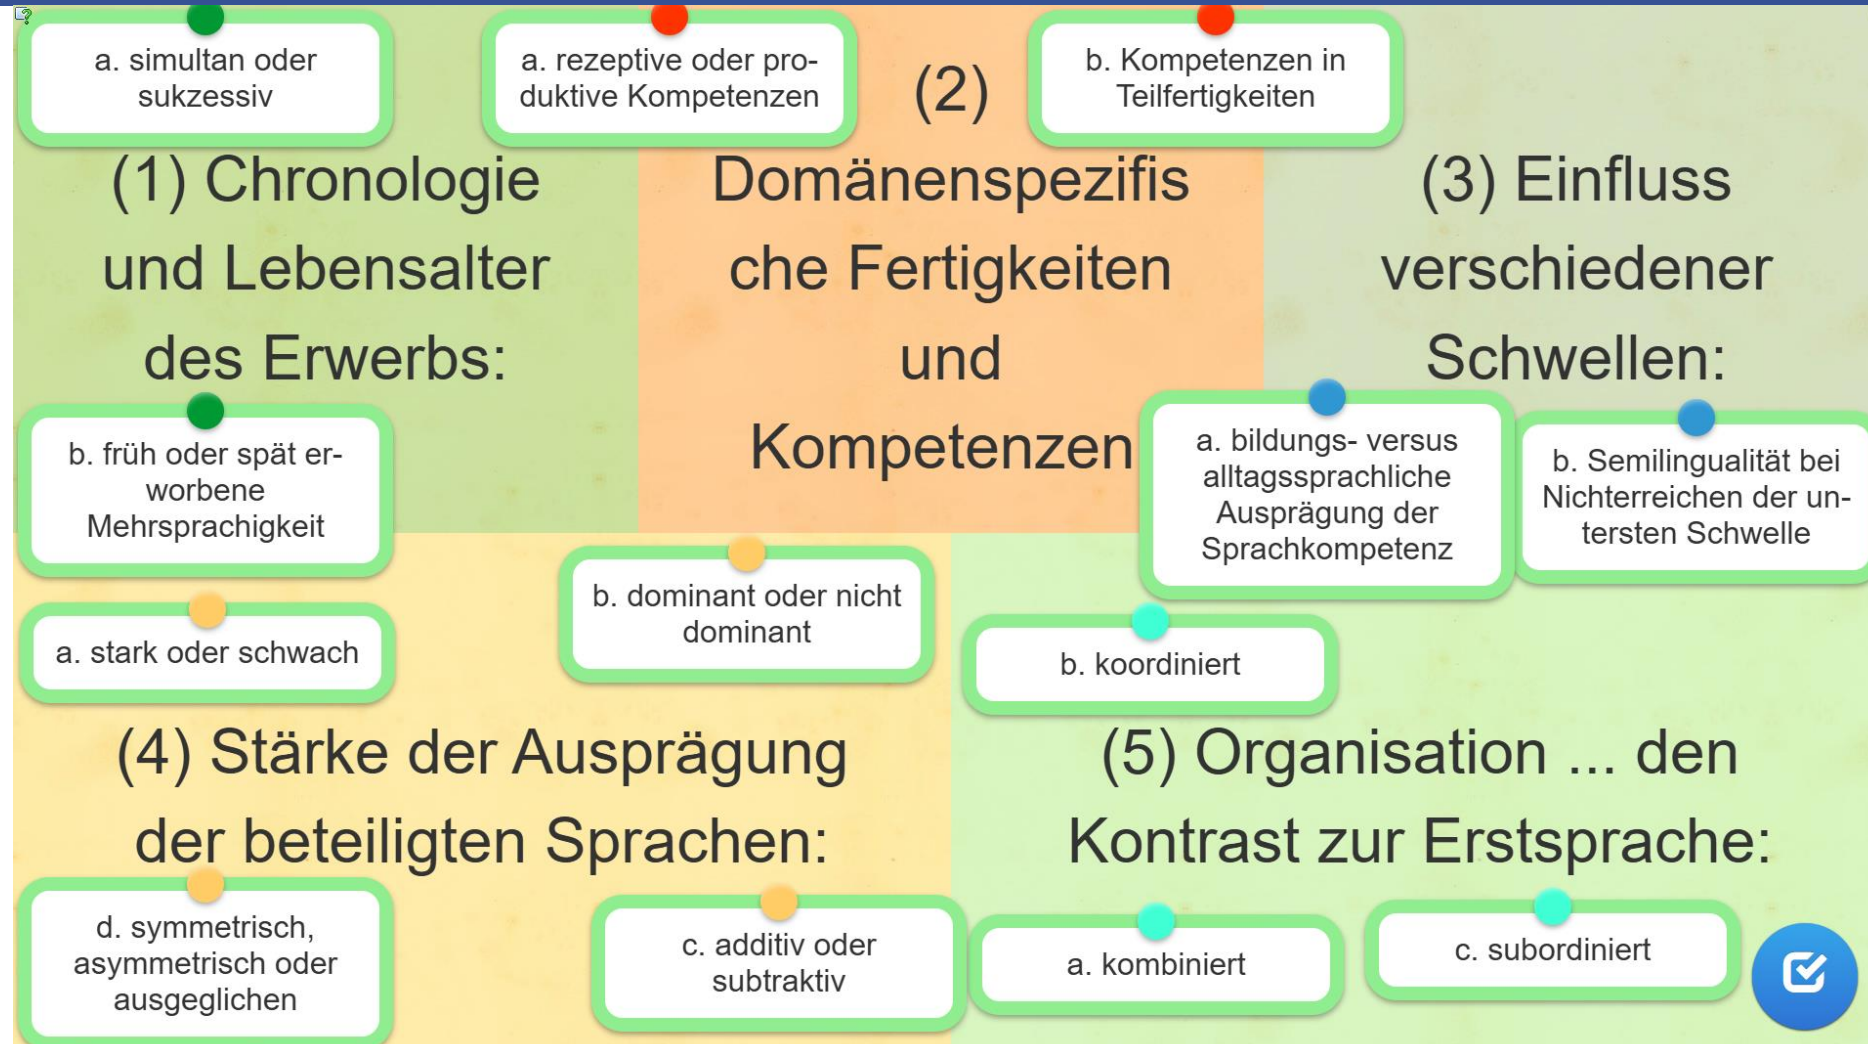 a. simultan oder
sukzessiv
(1) Chronologie
und Lebensalter
des Erwerbs:
b. früh oder spät er-
worbene
Mehrsprachigkeit
a. rezeptive oder pro-
duktive Kompetenzen
(2)
b. Kompetenzen in
Teilfertigkeiten
Domänenspezifis
che Fertigkeiten
und
Kompetenzen
(3) Einfluss
verschiedener
Schwellen:
a. bildungs- versus
alltagssprachliche
Ausprägung der
Sprachkompetenz
b. Semilingualität bei
Nichterreichen der un-
tersten Schwelle
a. stark oder schwach
b. dominant oder nicht
dominant
(4) Stärke der Ausprägung
der beteiligten Sprachen:
d. symmetrisch,
asymmetrisch oder
ausgeglichen
c. additiv oder
subtraktiv
b. koordiniert
(5) Organisation ... den
Kontrast zur Erstsprache:
a. kombiniert
c. subordiniert